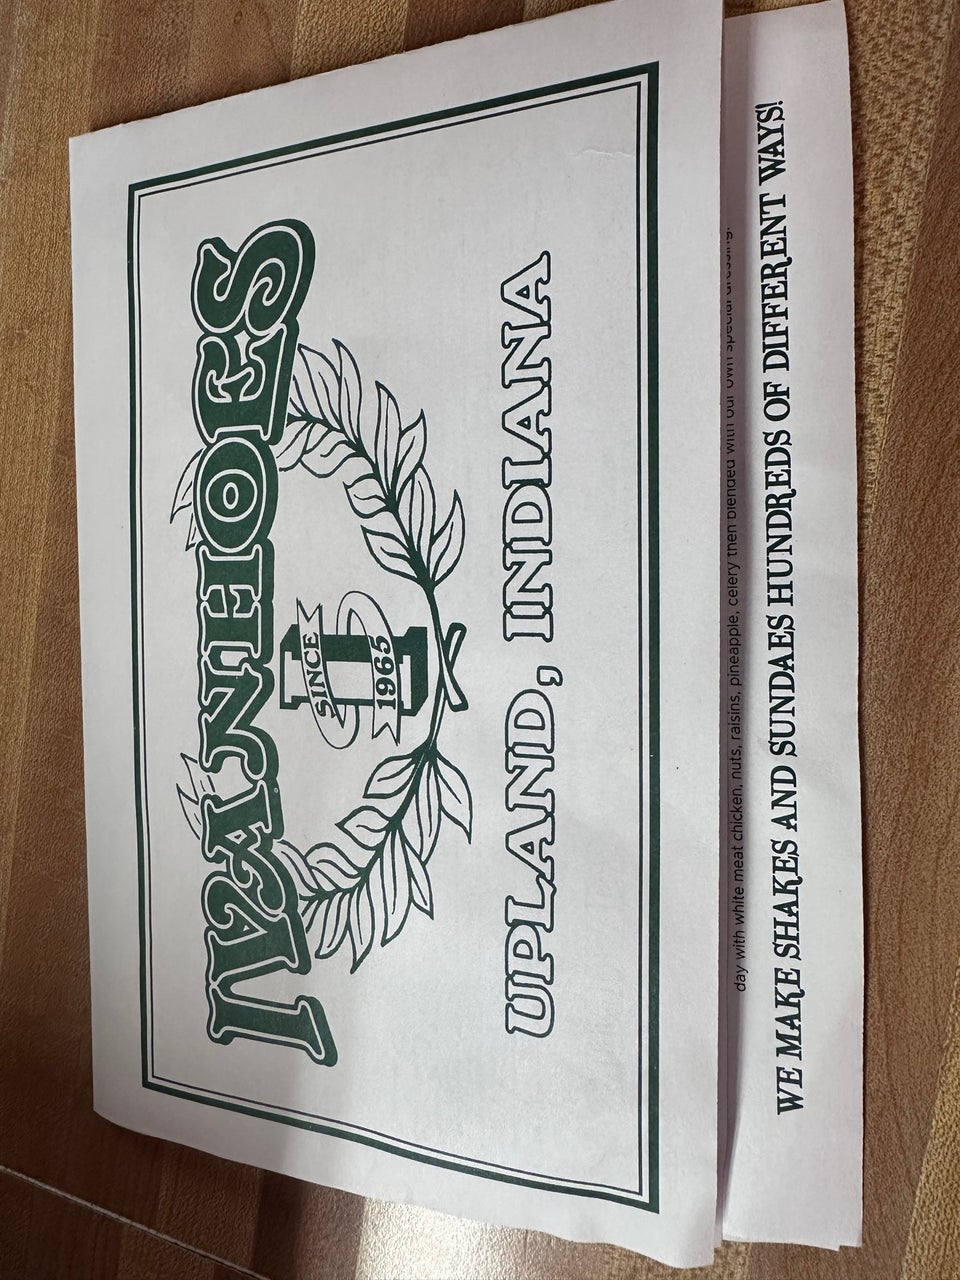 IVANHOES
SINCE
1965
UPLAND, INDIANA
day with white meat chicken, nuts, raisins, pineapple, celery then blended with our own special dressing.
WE MAKE SHAKES AND SUNDAES HUNDREDS OF DIFFERENT WAYS!